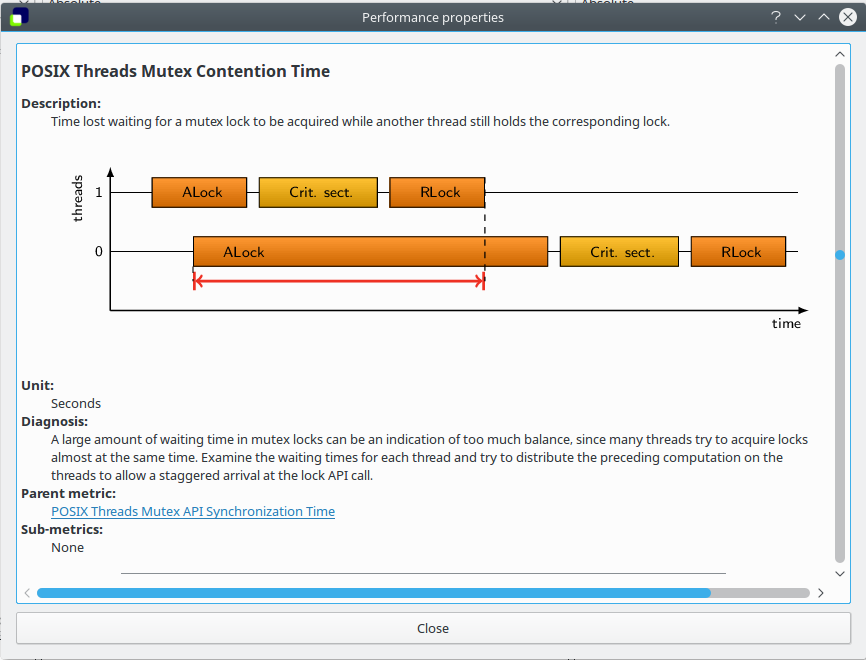 Absolute
Absolute
Performance properties
POSIX Threads Mutex Contention Time
Description:
Time lost waiting for a mutex lock to be acquired while another thread still holds the corresponding lock.
threads
1
ALock
Crit. sect.
RLock
0
ALock
Crit. sect.
RLock
time
Unit:
Seconds
Diagnosis:
A large amount of waiting time in mutex locks can be an indication of too much balance, since many threads try to acquire locks
almost at the same time. Examine the waiting times for each thread and try to distribute the preceding computation on the
threads to allow a staggered arrival at the lock API call.
Parent metric:
POSIX Threads Mutex API Synchronization Time
Sub-metrics:
None
Close